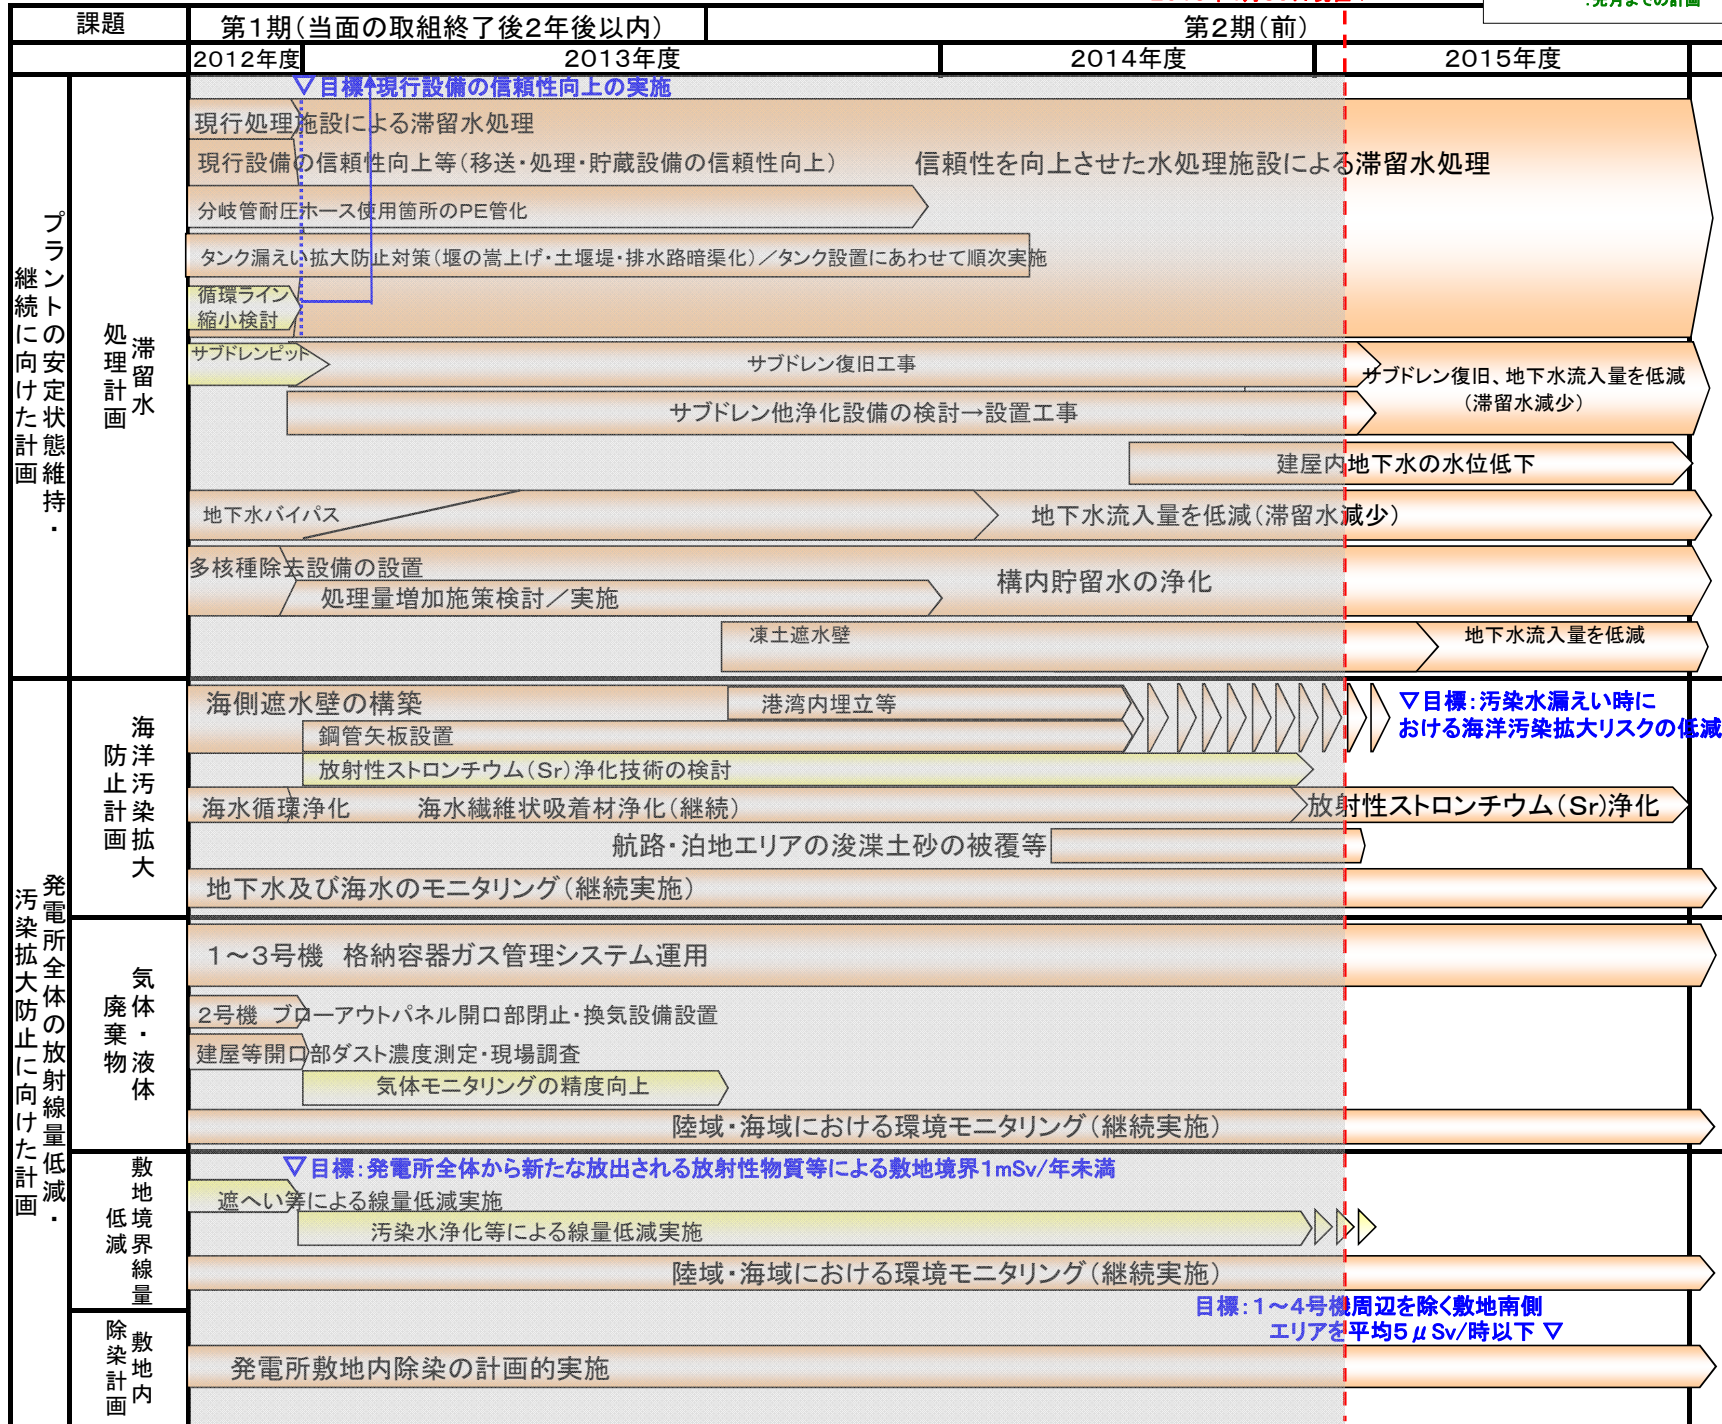 :先月までの計画
課題
第1期(当面の取組終了後2年後以内)
第2期(前)
2012年度
2013年度
2014年度
2015年度
プラントの安定状態維持・
継続に向けた計画
滞留水
処理計画
▽目標:現行設備の信頼性向上の実施
現行処理施設による滞留水処理
現行設備の信頼性向上等(移送・処理・貯蔵設備の信頼性向上)
信頼性を向上させた水処理施設による滞留水処理
分岐管耐圧ホース使用箇所のPE管化
タンク漏えい拡大防止対策(堰の嵩上げ・土堰堤・排水路暗渠化)/タンク設置にあわせて順次実施
循環ライン
縮小検討
サブドレンピット
サブドレン復旧工事
サブドレン復旧、地下水流入量を低減
(滞留水減少)
サブドレン他浄化設備の検討→設置工事
建屋内地下水の水位低下
地下水バイパス
地下水流入量を低減(滞留水減少)
多核種除去設備の設置
構内貯留水の浄化
処理量増加施策検討/実施
凍土遮水壁
地下水流入量を低減
発電所全体の放射線量低減・
汚染拡大防止に向けた計画
海洋汚染拡大
防止計画
海側遮水壁の構築
港湾内埋立等
▽目標:汚染水漏えい時に
おける海洋汚染拡大リスクの低減
鋼管矢板設置
放射性ストロンチウム(Sr)浄化技術の検討
海水循環浄化
海水繊維状吸着材浄化(継続)
放射性ストロンチウム(Sr)浄化
航路・泊地エリアの浚渫土砂の被覆等
地下水及び海水のモニタリング(継続実施)
気体・液体
廃棄物
1～3号機 格納容器ガス管理システム運用
2号機 ブローアウトパネル開口部閉止・換気設備設置
建屋等開口部ダスト濃度測定・現場調査
気体モニタリングの精度向上
陸域・海域における環境モニタリング(継続実施)
敷地境界線量
低減
▽目標:発電所全体から新たな放出される放射性物質等による敷地境界1mSv/年未満
遮へい等による線量低減実施
汚染水浄化等による線量低減実施
陸域・海域における環境モニタリング(継続実施)
敷地内
除染計画
目標:1～4号機周辺を除く敷地南側
エリアを平均5μSv/時以下 ▽
発電所敷地内除染の計画的実施